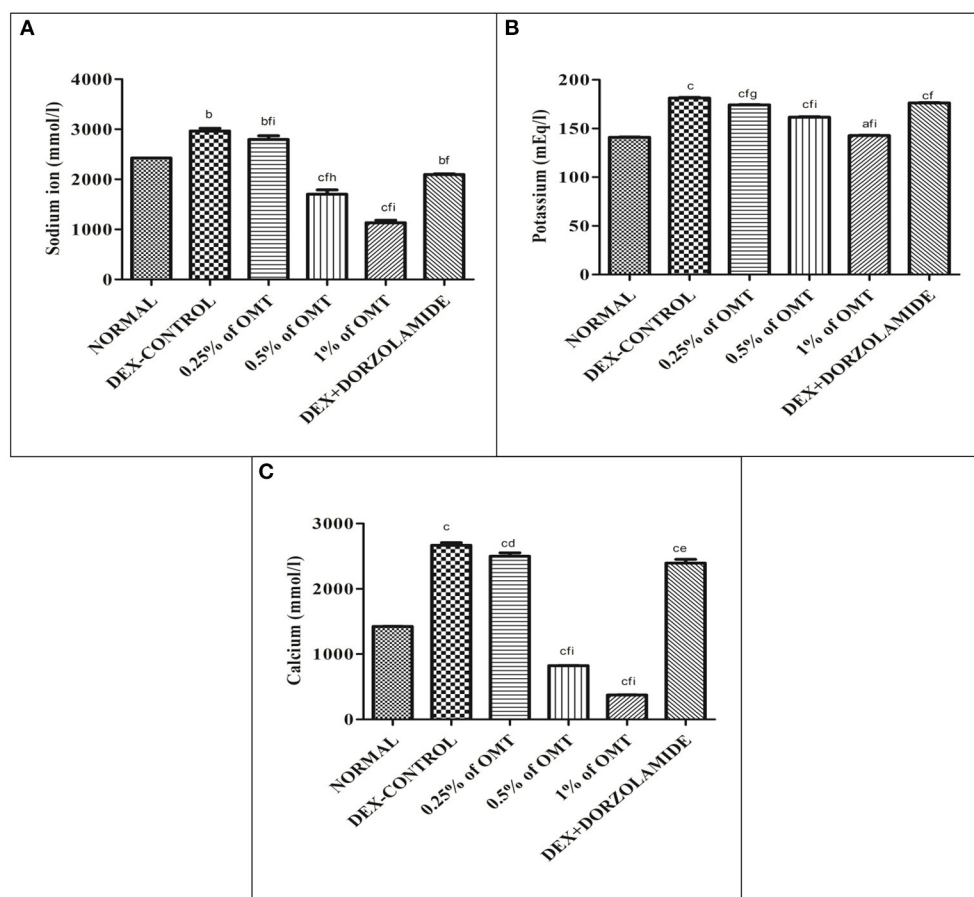 A
Sodium ion (mmol/l)
4000
3000
2000
1000
0
b
bfi
cfh
cfi
bf
NORMAL
DEX-CONTROL
0.25% of OMT
0.5% of OMT
1% of OMT
DEX+DORZOLAMIDE
B
Potassium (mEq/l)
200
150
100
50
0
c
cfg
cfi
afi
cf
NORMAL
DEX-CONTROL
0.25% of OMT
0.5% of OMT
1% of OMT
DEX+DORZOLAMIDE
C
Calcium (mmol/l)
3000
2000
1000
0
c
cd
cfi
cfi
ce
NORMAL
DEX-CONTROL
0.25% of OMT
0.5% of OMT
1% of OMT
DEX+DORZOLAMIDE